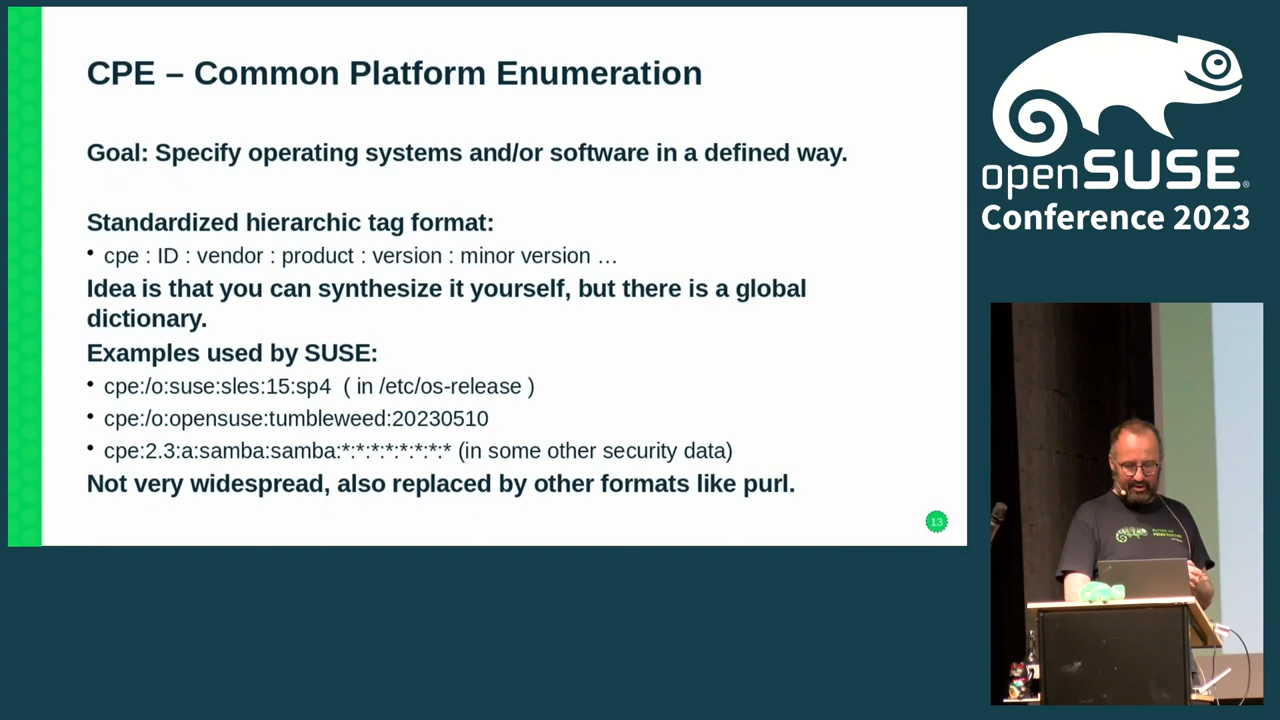 CPE – Common Platform Enumeration
Goal: Specify operating systems and/or software in a defined way.
Standardized hierarchic tag format:
• cpe : ID : vendor : product : version : minor version …
Idea is that you can synthesize it yourself, but there is a global
dictionary.
Examples used by SUSE:
• cpe:/o:suse:sles:15:sp4 ( in /etc/os-release )
• cpe:/o:opensuse:tumbleweed:20230510
• cpe:2.3:a:samba:samba:*:*:*:*:*:*:*:* (in some other security data)
Not very widespread, also replaced by other formats like purl.
13
openSUSE®
Conference 2023